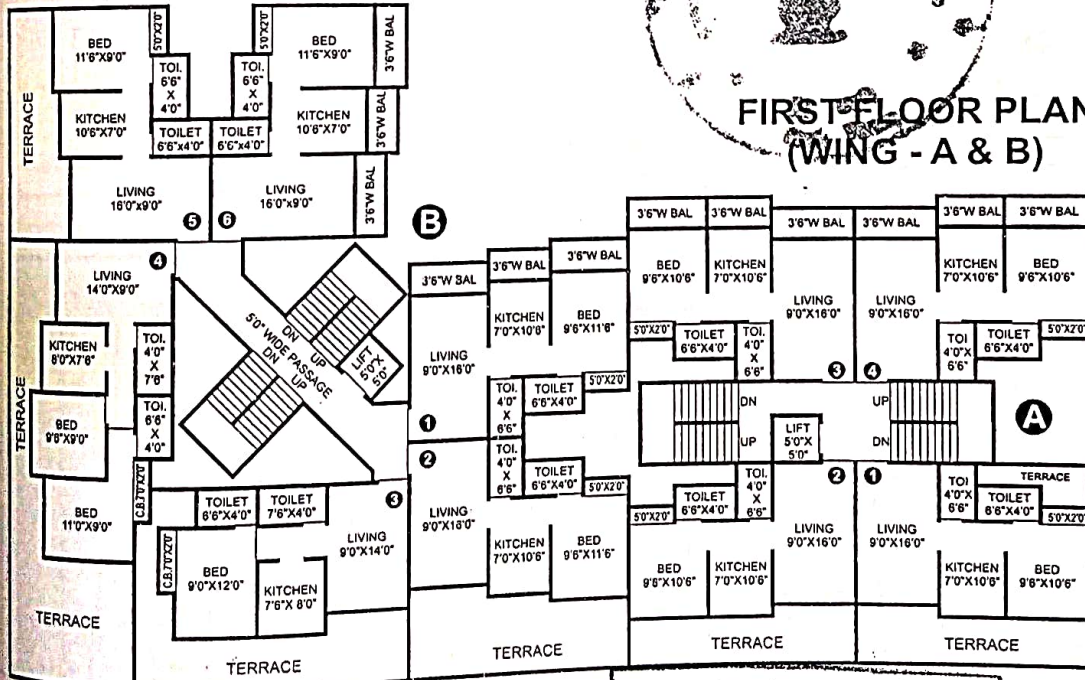 FIRST FLOOR PLAN
(WING - A & B)
B
TERRACE
BED
11'6"X9'0"
5'0"X2'0"
TOI.
6'6"
X
4'0"
KITCHEN
10'6"X7'0"
TOILET
6'6"x4'0"
LIVING
16'0"x9'0"
5
5'0"X2'0"
BED
11'6"X9'0"
3'6"W BAL
TOI.
6'6"
X
4'0"
KITCHEN
10'6"X7'0"
3'6"W BAL
TOILET
6'6"x4'0"
LIVING
16'0"x9'0"
3'6"W BAL
6
4
LIVING
14'0"X9'0"
KITCHEN
8'0"X7'6"
TOI.
4'0"
X
7'6"
TERRACE
BED
9'6"X9'0"
TOI.
6'6"
X
4'0"
BED
11'0"X9'0"
C.B.7'0"X2'0"
TERRACE
DN
UP
5'0" WIDE PASSAGE
DN
UP
LIFT
5'0"X
5'0"
3
TOILET
6'6"X4'0"
TOILET
7'6"X4'0"
LIVING
9'0"X14'0"
C.B.7'0"X2'0"
BED
9'0"X12'0"
KITCHEN
7'6"X 8'0"
TERRACE
3'6"W BAL
3'6"W BAL
3'6"W BAL
KITCHEN
7'0"X10'6"
BED
9'6"X11'6"
LIVING
9'0"X16'0"
TOI.
4'0"
X
6'6"
TOILET
6'6"X4'0"
5'0"X2'0"
1
2
TOI.
4'0"
X
6'6"
TOILET
6'6"X4'0"
5'0"X2'0"
LIVING
9'0"X16'0"
KITCHEN
7'0"X10'6"
BED
9'6"X11'6"
TERRACE
A
3'6"W BAL
3'6"W BAL
3'6"W BAL
3'6"W BAL
3'6"W BAL
3'6"W BAL
BED
9'6"X10'6"
KITCHEN
7'0"X10'6"
LIVING
9'0"X16'0"
LIVING
9'0"X16'0"
KITCHEN
7'0"X10'6"
BED
9'6"X10'6"
5'0"X2'0"
TOILET
6'6"X4'0"
TOI.
4'0"
X
6'6"
3
4
TOI
4'0"X
6'6"
TOILET
6'6"X4'0"
5'0"X2'0"
DN
UP
LIFT
5'0"X
5'0"
UP
DN
5'0"X2'0"
TOILET
6'6"X4'0"
TOI.
4'0"
X
6'6"
2
1
TOI
4'0"X
6'6"
TERRACE
TOILET
6'6"X4'0"
5'0"X2'0"
BED
9'6"X10'6"
KITCHEN
7'0"X10'6"
LIVING
9'0"X16'0"
LIVING
9'0"X16'0"
KITCHEN
7'0"X10'6"
BED
9'6"X10'6"
TERRACE
TERRACE